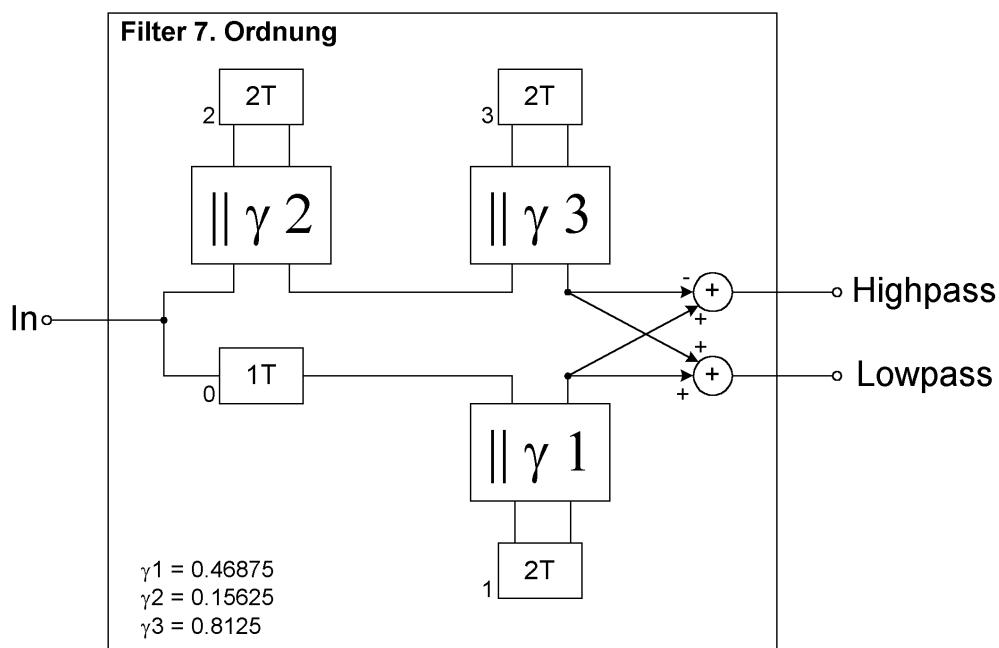 Filter 7. Ordnung
2T
2
2T
3
|| γ 2
|| γ 3
-
+
Highpass
+
In
1T
0
+
+
Lowpass
+
|| γ 1
2T
1
γ1 = 0.46875
γ2 = 0.15625
γ3 = 0.8125